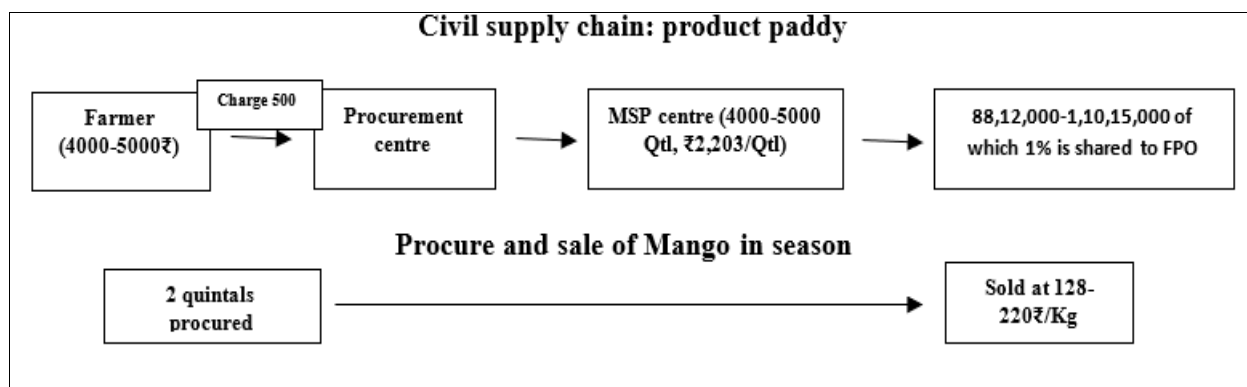 Civil supply chain: product paddy
Farmer
(4000-5000₹)
Charge 500
Procurement
centre
MSP centre (4000-5000
Qtl, ₹2,203/Qtl)
88,12,000-1,10,15,000 of
which 1% is shared to FPO
Procure and sale of Mango in season
2 quintals
procured
Sold at 128-
220₹/Kg